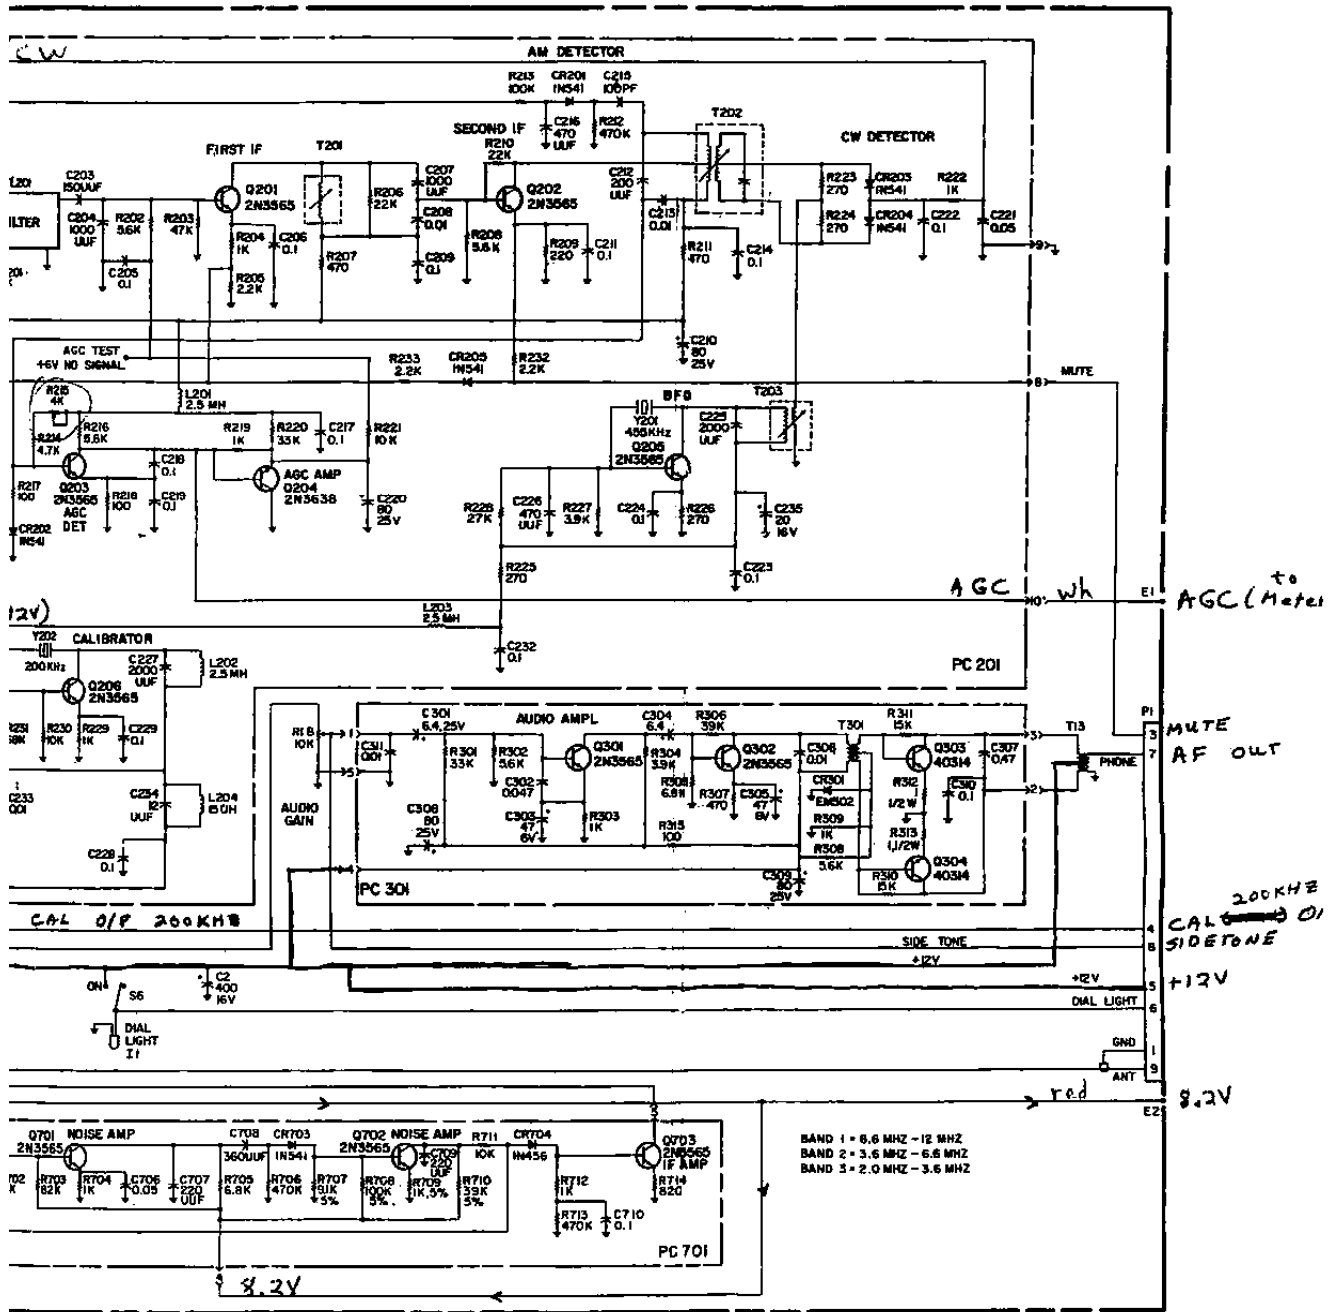 CW
AM DETECTOR
R213 100K
CR201 1N541
C215 100PF
C216 470 UUF
R212 470K
T202
CW DETECTOR
FIRST IF
T201
SECOND IF
R210 22K
C203 150UUF
Q201 2N3565
R206 22K
C207 1000 UUF
Q202 2N3565
C212 200 UUF
R223 270
CR203 1N541
R222 1K
C204 1000 UUF
R202 5.6K
R203 47K
C208 0.01
C213 0.01
R224 270
CR204 1N541
C222 0.1
C221 0.05
R204 1K
C206 0.1
R207 470
C209 0.1
R208 5.6K
R209 220
C211 0.1
R211 470
C214 0.1
9
C205 0.1
R205 2.2K
C210 80 25V
AGC TEST
+6V NO SIGNAL
R233 2.2K
CR205 1N541
R232 2.2K
8
MUTE
R215 4K
L201 2.5 MH
BFO
T203
R214 4.7K
R216 5.6K
R219 1K
R220 33K
C217 0.1
R221 10K
Y201 455KHz
C225 2000 UUF
Q205 2N3565
C218 0.1
AGC AMP
Q204 2N3638
R217 100
Q203 2N3565 AGC DET
R218 100
C219 0.1
C220 80 25V
R228 27K
C226 470 UUF
R227 3.9K
C224 0.1
R226 270
C235 20 16V
CR202 1N541
R225 270
C223 0.1
AGC
10
Wh
E1
AGC (to Meter
12V)
L203 2.5 MH
Y202 200KHz
CALIBRATOR
C227 2000 UUF
L202 2.5 MH
C232 0.1
PC 201
Q206 2N3565
R230 10K
R229 1K
C229 0.1
C234 12 UUF
L204 150H
C228 0.1
R18 10K
AUDIO GAIN
1
5
4
C301 6.4,25V
AUDIO AMPL
C304 6.4
R306 39K
T301
R311 15K
3
T13
P1
3
MUTE
7
AF OUT
PHONE
C311 0.01
R301 33K
R302 5.6K
Q301 2N3565
R304 3.9K
Q302 2N3565
C306 0.01
Q303 40314
C307 0.47
C302 0.047
R307 470
C305 47 6V
CR301 EM502
R312 1 1/2W
C310 0.1
2
C308 80 25V
C303 47 6V
R303 1K
R315 100
R309 1K
R313 1,1/2W
R308 5.6K
Q304 40314
PC 301
C309 80 25V
R310 15K
CAL O/P 200KHz
200KHZ
4
CAL
8
SIDETONE
SIDE TONE
+12V
ON
S6
C2 400 16V
+12V
5
+12V
DIAL LIGHT
6
DIAL LIGHT I1
GND
1
9
ANT
red
E2
8.2V
Q701 2N3565
NOISE AMP
C708 360UUF
CR703 1N541
Q702 2N3565
NOISE AMP
C709 220 UUF
R711 10K
CR704 1N456
Q703 2N3565 IF AMP
R703 82K
R704 1K
C706 0.05
C707 220 UUF
R705 6.8K
R706 470K
R707 9.1K 5%
R708 100K 5%
R709 1K,5%
R710 39K 5%
R712 1K
R714 820
R713 470K
C710 0.1
PC 701
8.2V
BAND 1 = 6.6 MHZ - 12 MHZ
BAND 2 = 3.6 MHZ - 6.6 MHZ
BAND 3 = 2.0 MHZ - 3.6 MHZ